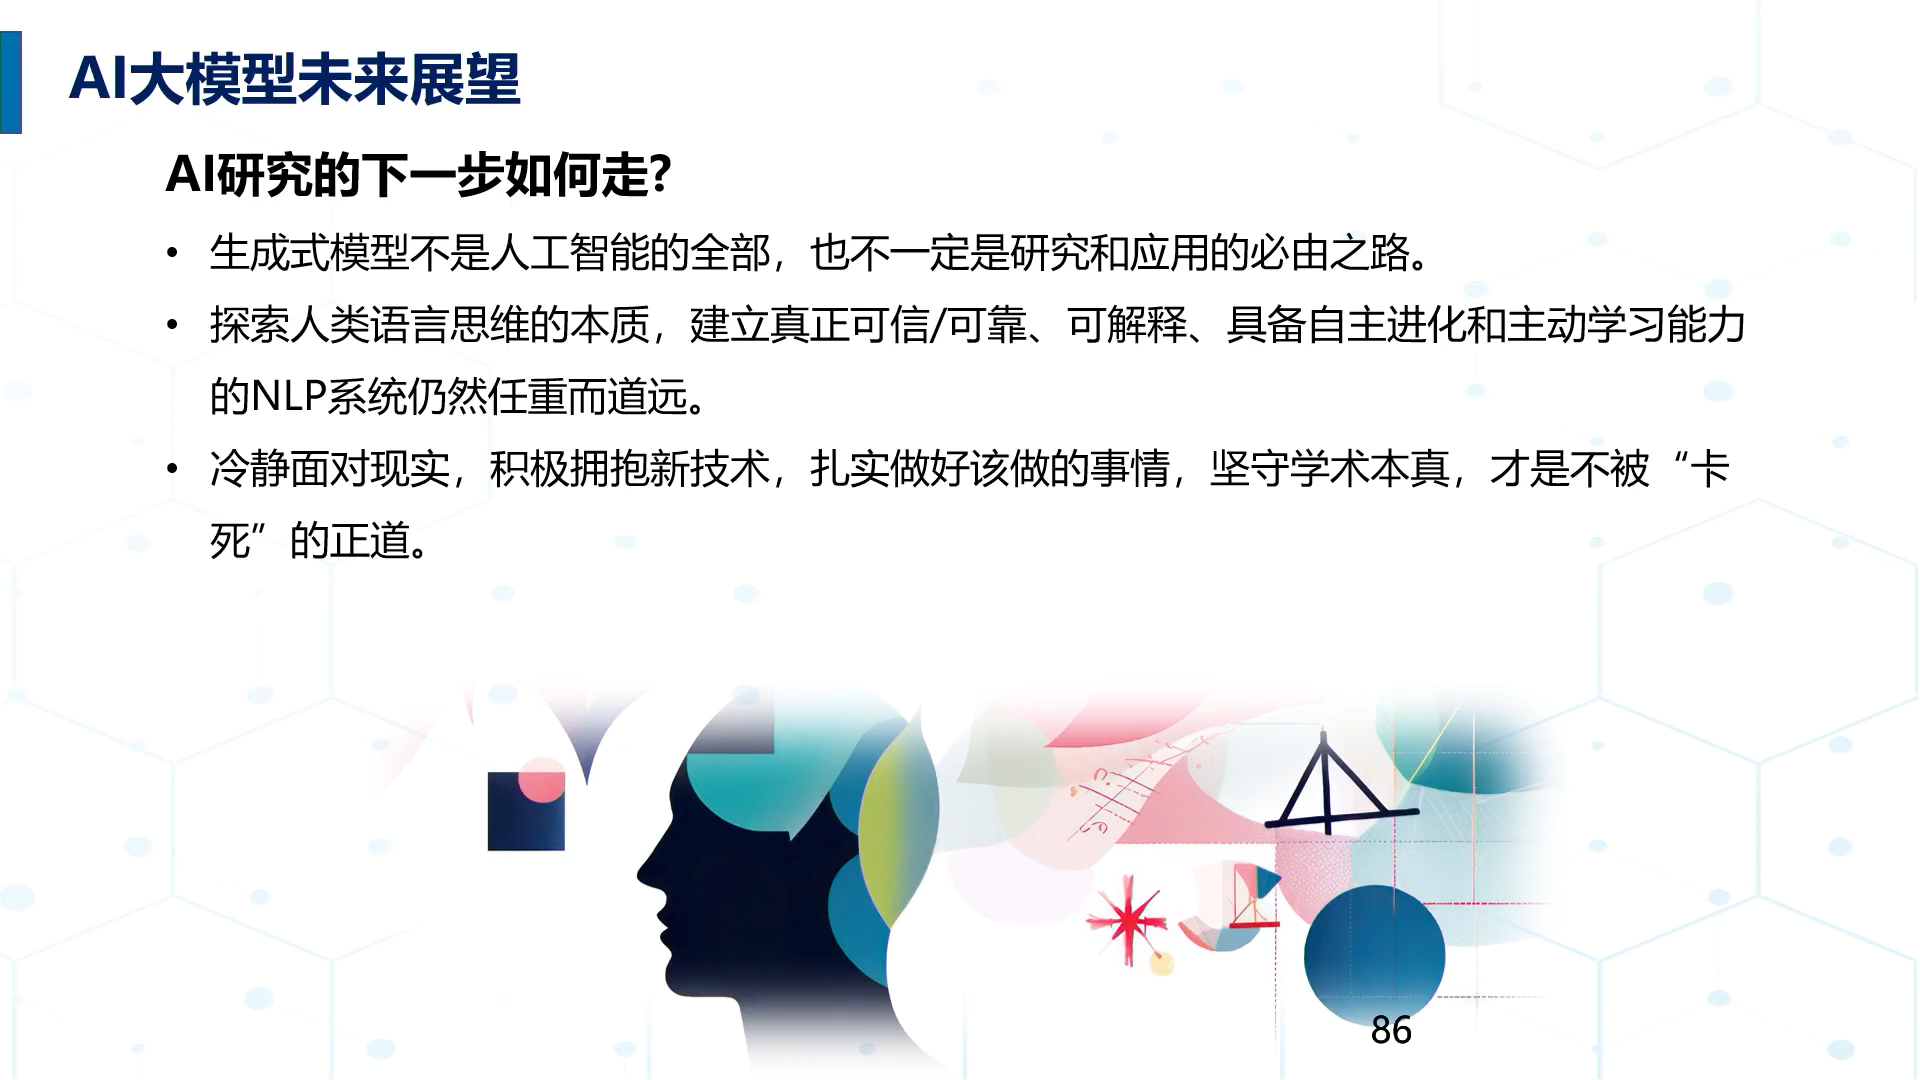 AI大模型未来展望
AI研究的下一步如何走?
• 生成式模型不是人工智能的全部，也不一定是研究和应用的必由之路。
• 探索人类语言思维的本质，建立真正可信/可靠、可解释、具备自主进化和主动学习能力
的NLP系统仍然任重而道远。
• 冷静面对现实，积极拥抱新技术，扎实做好该做的事情，坚守学术本真，才是不被“卡
死”的正道。
86